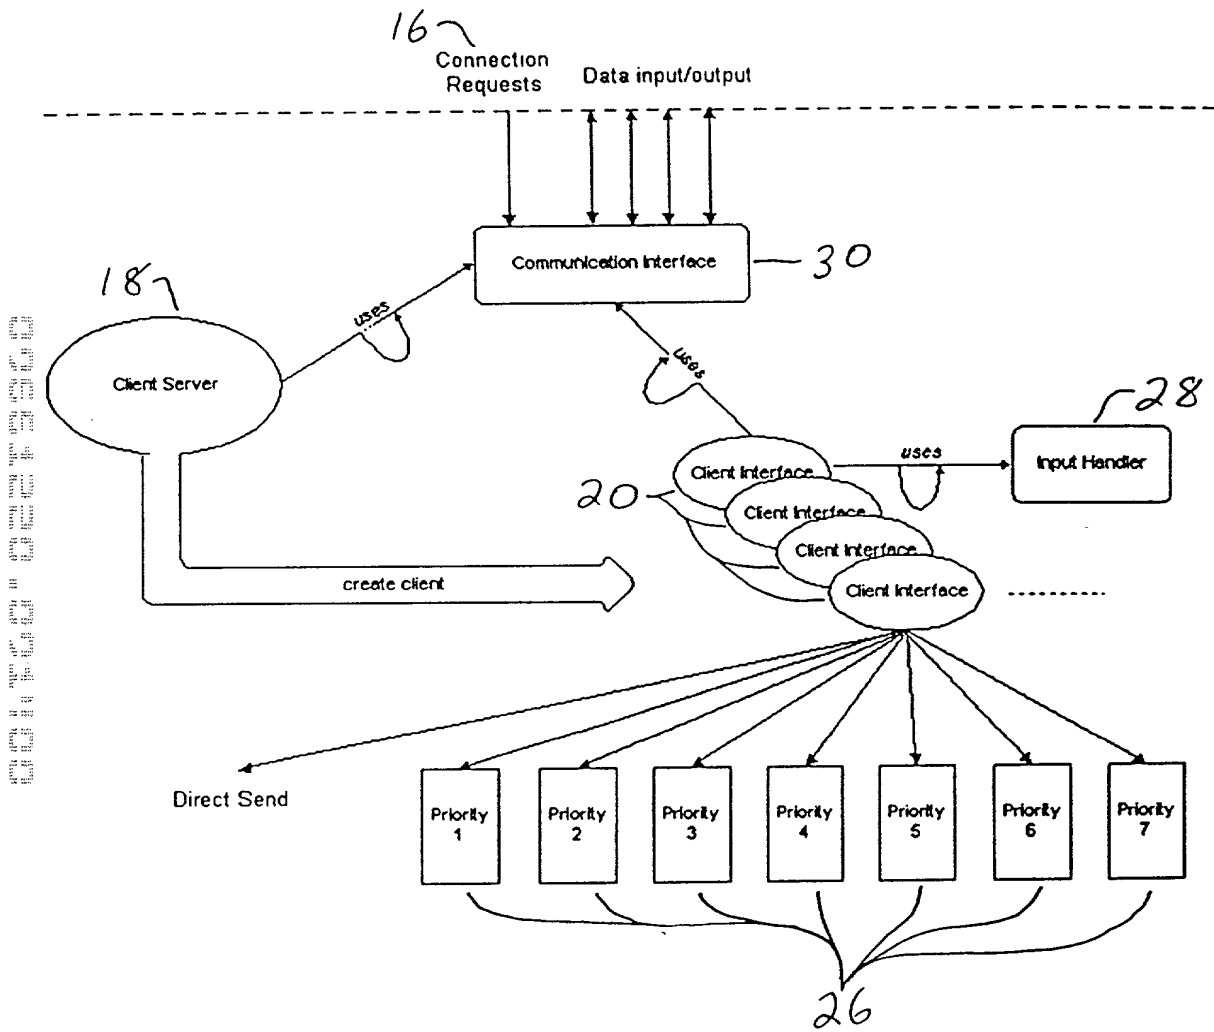 16
Connection
Requests
Data input/output
Communication Interface
30
18
uses
uses
Client Server
28
uses
Input Handler
Client Interface
20
Client Interface
Client Interface
Client Interface
create client
Direct Send
Priority
1
Priority
2
Priority
3
Priority
4
Priority
5
Priority
6
Priority
7
26